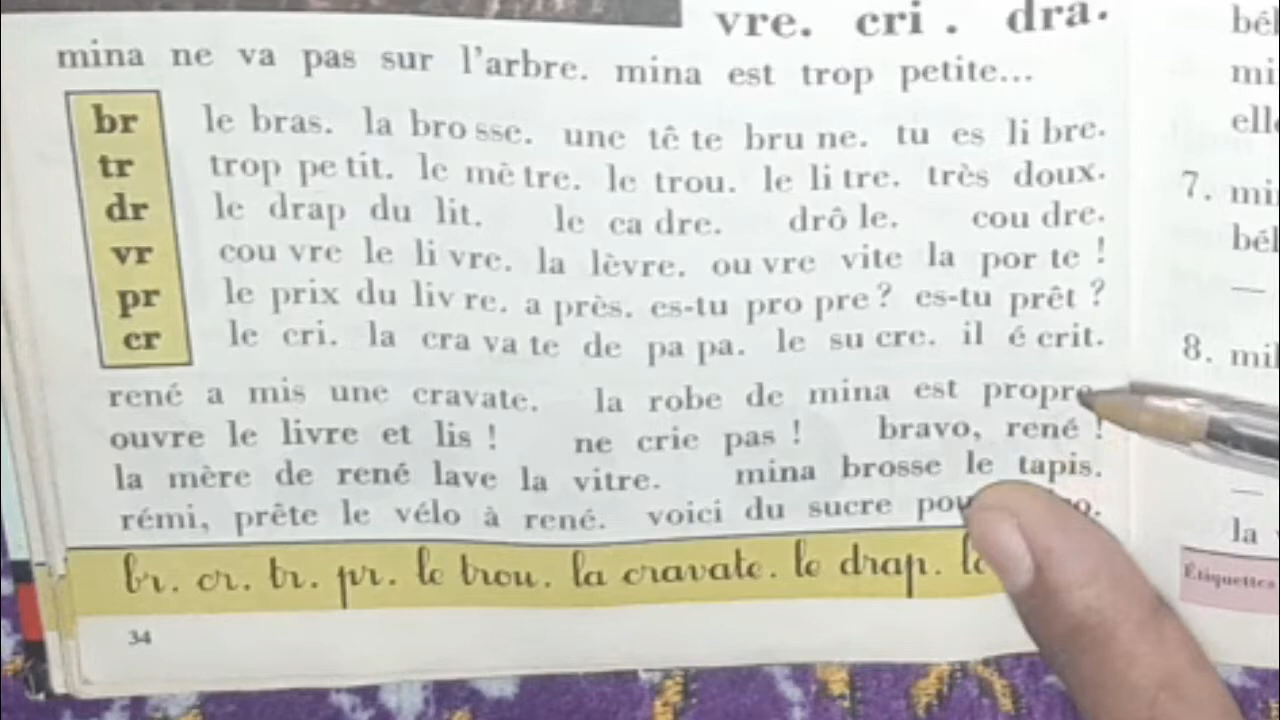 vre. cri. dra.
mina ne va pas sur l'arbre. mina est trop petite...
br le bras. la bro sse. une tê te bru ne. tu es li bre.
tr trop pe tit. le mè tre. le trou. le li tre. très doux.
dr le drap du lit. le ca dre. drô le. cou dre.
vr cou vre le li vre. la lèvre. ou vre vite la por te !
pr le prix du liv re. a près. es-tu pro pre ? es-tu prêt ?
cr le cri. la cra va te de pa pa. le su cre. il é crit.
rené a mis une cravate. la robe de mina est propre
ouvre le livre et lis ! ne crie pas ! bravo, rené !
la mère de rené lave la vitre. mina brosse le tapis.
rémi, prête le vélo à rené. voici du sucre
br. cr. tr. pr. le trou. la cravate. le drap.
34
7.
8.
la
Étiquettes